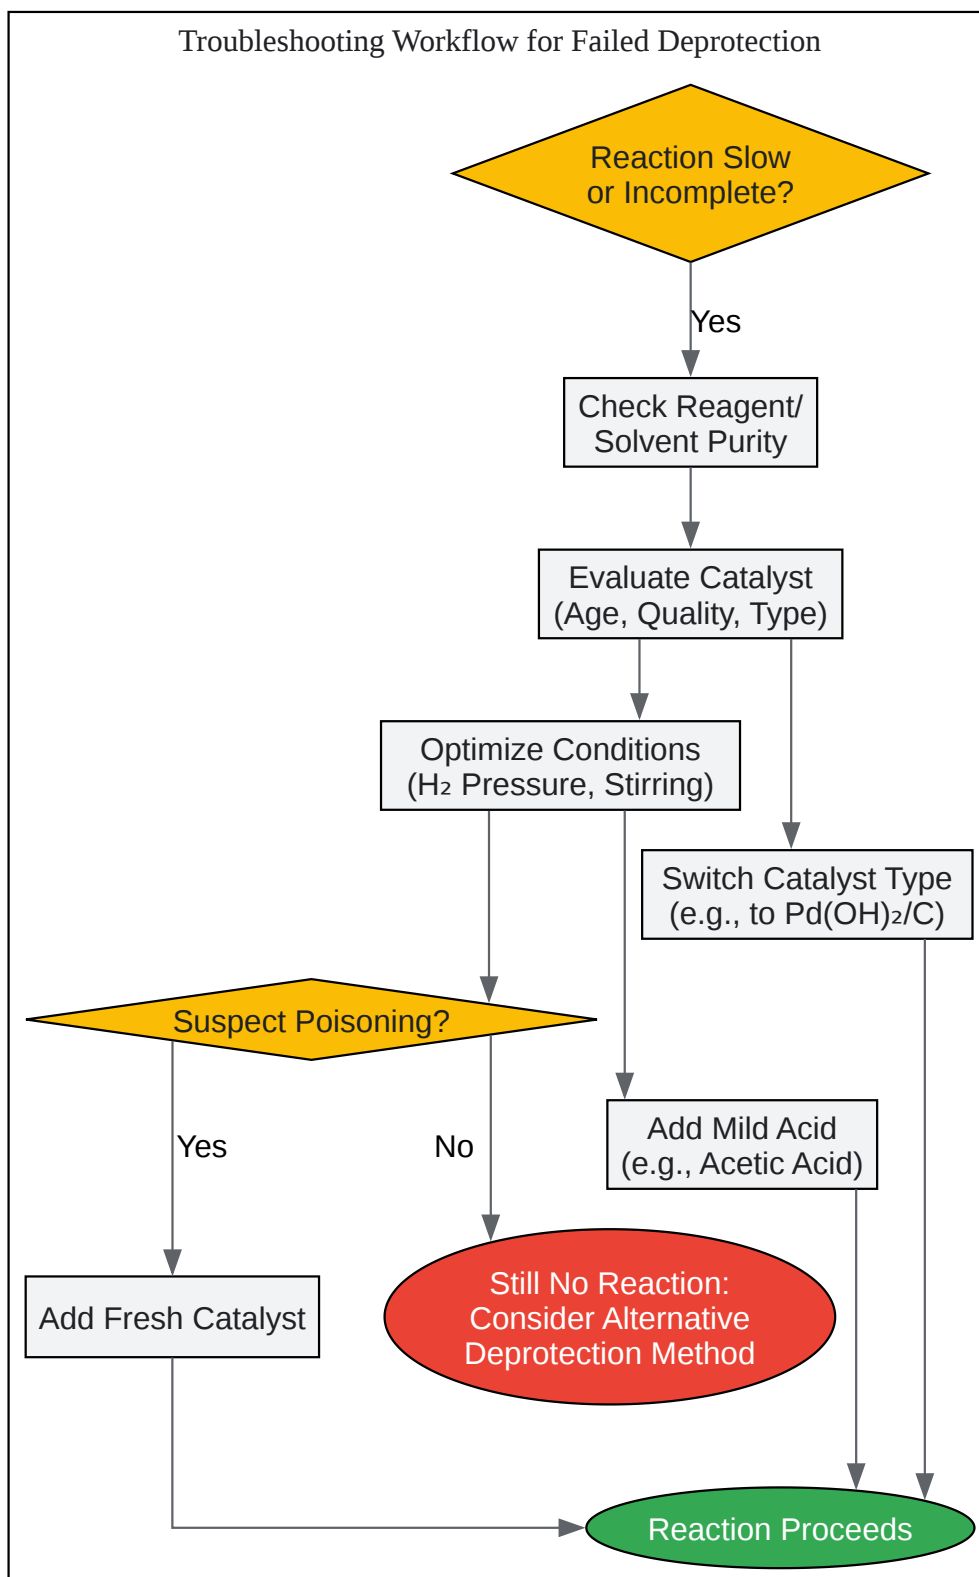 Troubleshooting Workflow for Failed Deprotection
Reaction Slow
or Incomplete?
Yes
Check Reagent/
Solvent Purity
Evaluate Catalyst
(Age, Quality, Type)
Optimize Conditions
(H₂ Pressure, Stirring)
Switch Catalyst Type
(e.g., to Pd(OH)₂/C)
Suspect Poisoning?
Add Mild Acid
(e.g., Acetic Acid)
Yes
No
Add Fresh Catalyst
Still No Reaction:
Consider Alternative
Deprotection Method
Reaction Proceeds